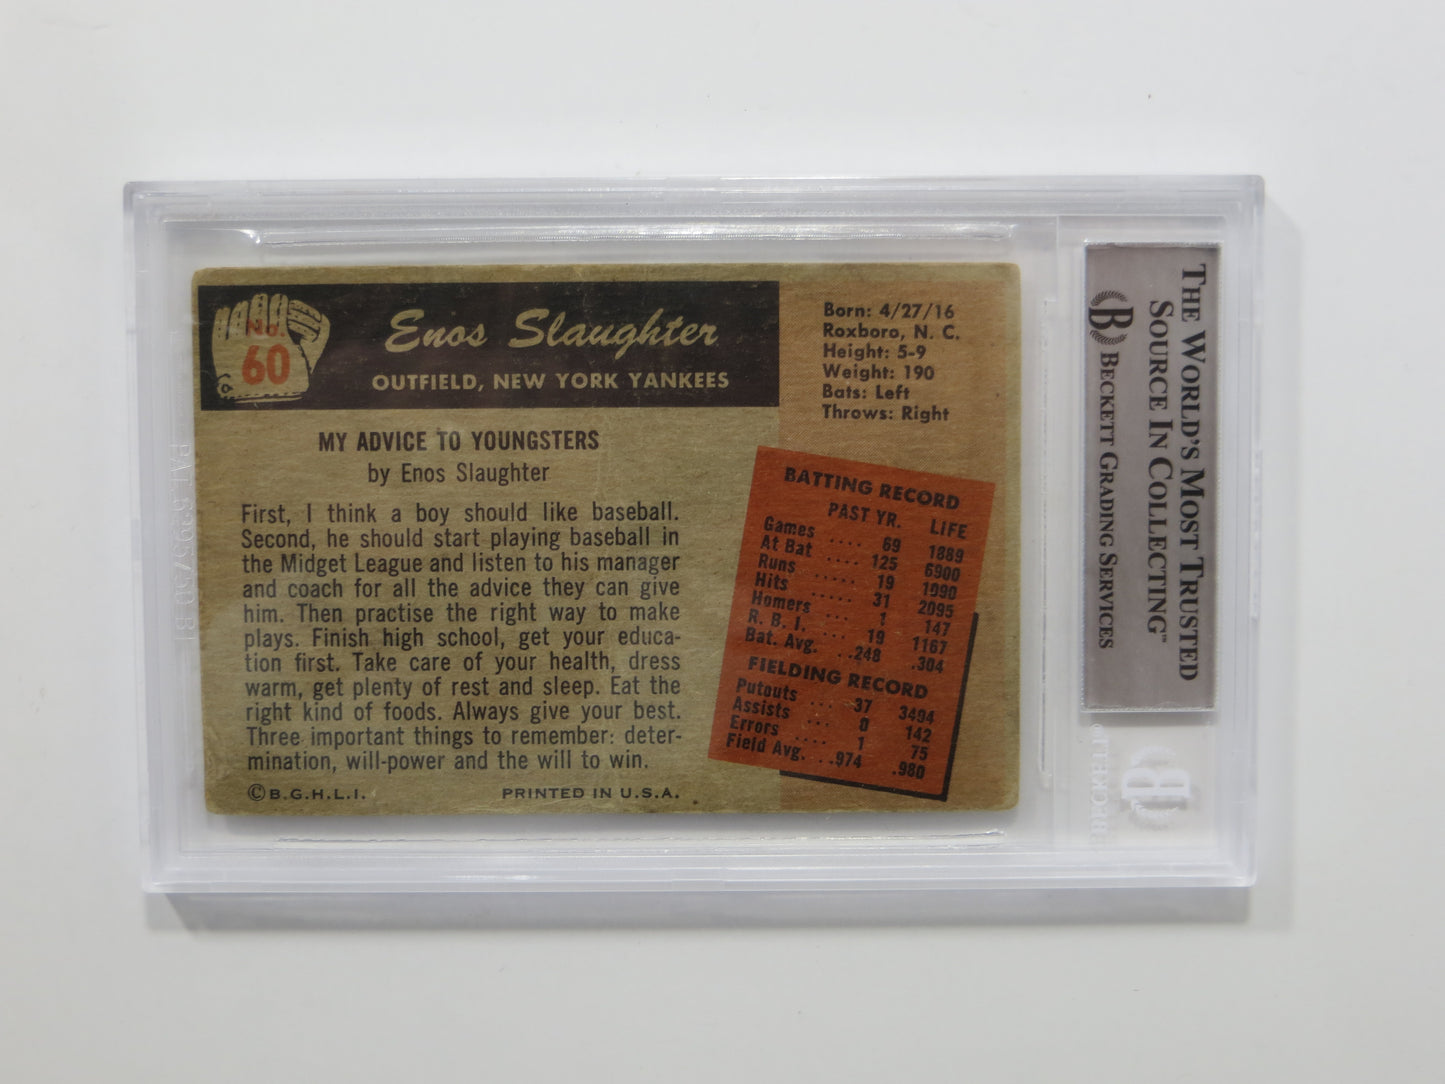 No.
60
Enos Slaughter
OUTFIELD, NEW YORK YANKEES
Born: 4/27/16
Roxboro, N. C.
Height: 5-9
Weight: 190
Bats: Left
Throws: Right
MY ADVICE TO YOUNGSTERS
by Enos Slaughter
First, I think a boy should like baseball.
Second, he should start playing baseball in
the Midget League and listen to his manager
and coach for all the advice they can give
him. Then practise the right way to make
plays. Finish high school, get your educa-
tion first. Take care of your health, dress
warm, get plenty of rest and sleep. Eat the
right kind of foods. Always give your best.
Three important things to remember: deter-
mination, will-power and the will to win.
©B.G.H.L.I. PRINTED IN U.S.A.
BATTING RECORD
PAST YR. LIFE
Games .... 69 1889
At Bat .... 125 6900
Runs ..... 19 1090
Hits ..... 31 2095
Homers ... 1 147
R. B. I. ... 19 1167
Bat. Avg. ..248 .304
FIELDING RECORD
Putouts ... 37 3494
Assists ... 0 142
Errors .... 1 75
Field Avg. ..974 .980
THE WORLD'S MOST TRUSTED
SOURCE IN COLLECTING™
B BECKETT GRADING SERVICES
B